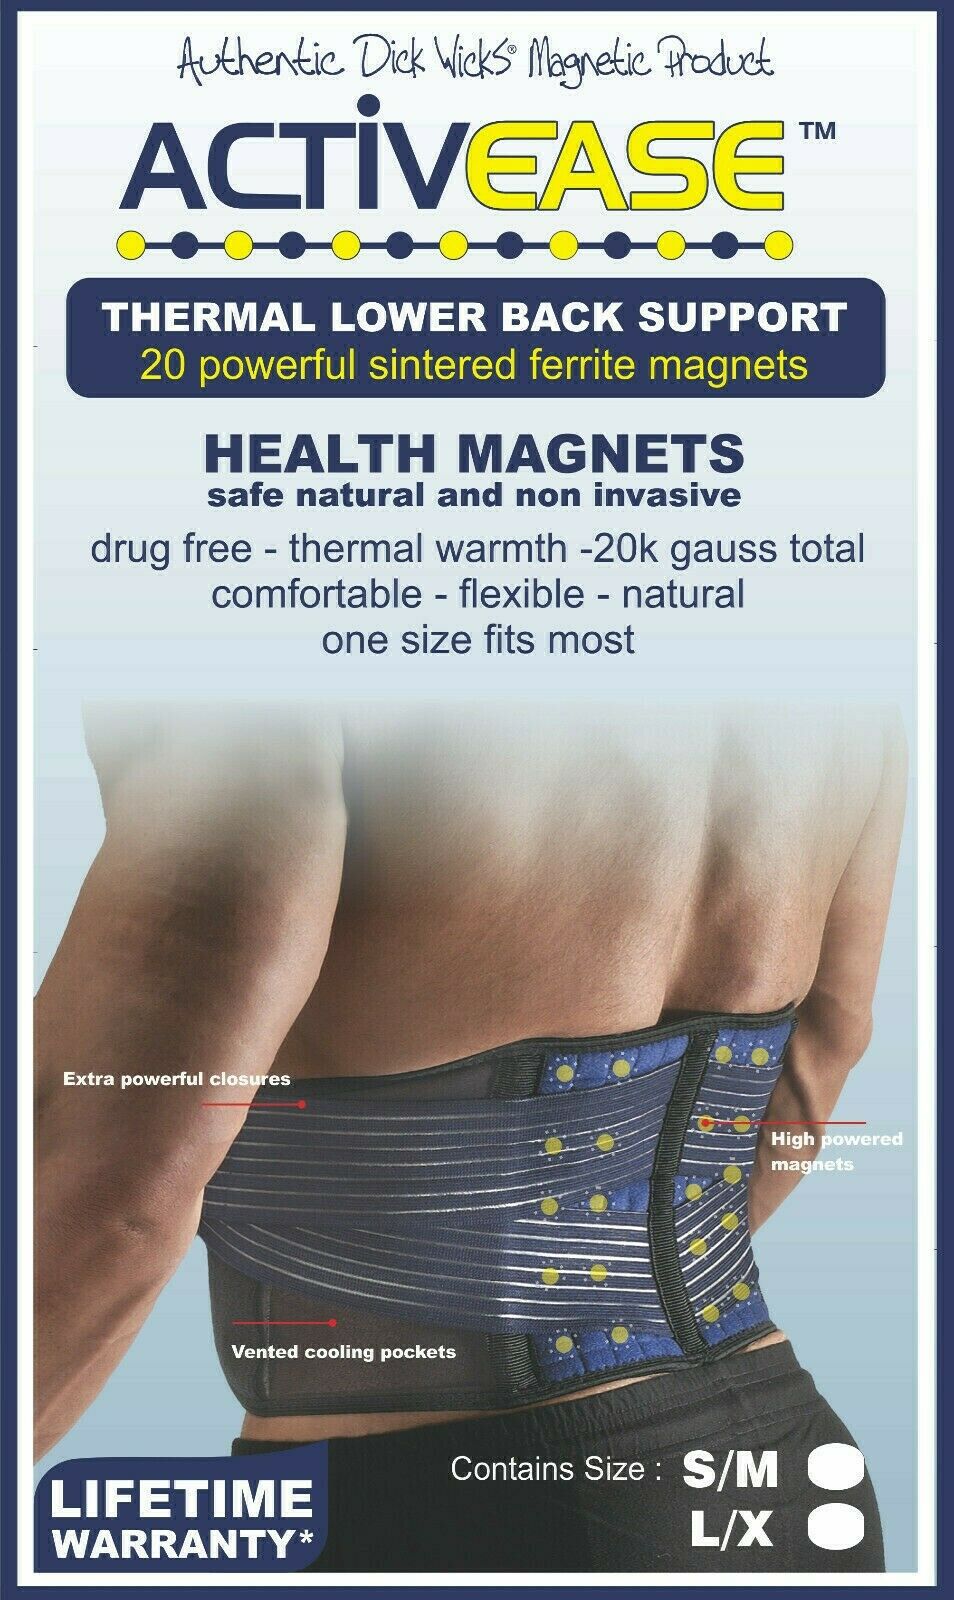 Authentic Dick Wicks® Magnetic Product
ACTiVEASE™
THERMAL LOWER BACK SUPPORT
20 powerful sintered ferrite magnets
HEALTH MAGNETS
safe natural and non invasive
drug free - thermal warmth -20k gauss total
comfortable - flexible - natural
one size fits most
Extra powerful closures
High powered
magnets
Vented cooling pockets
Contains Size : S/M
L/X
LIFETIME
WARRANTY*